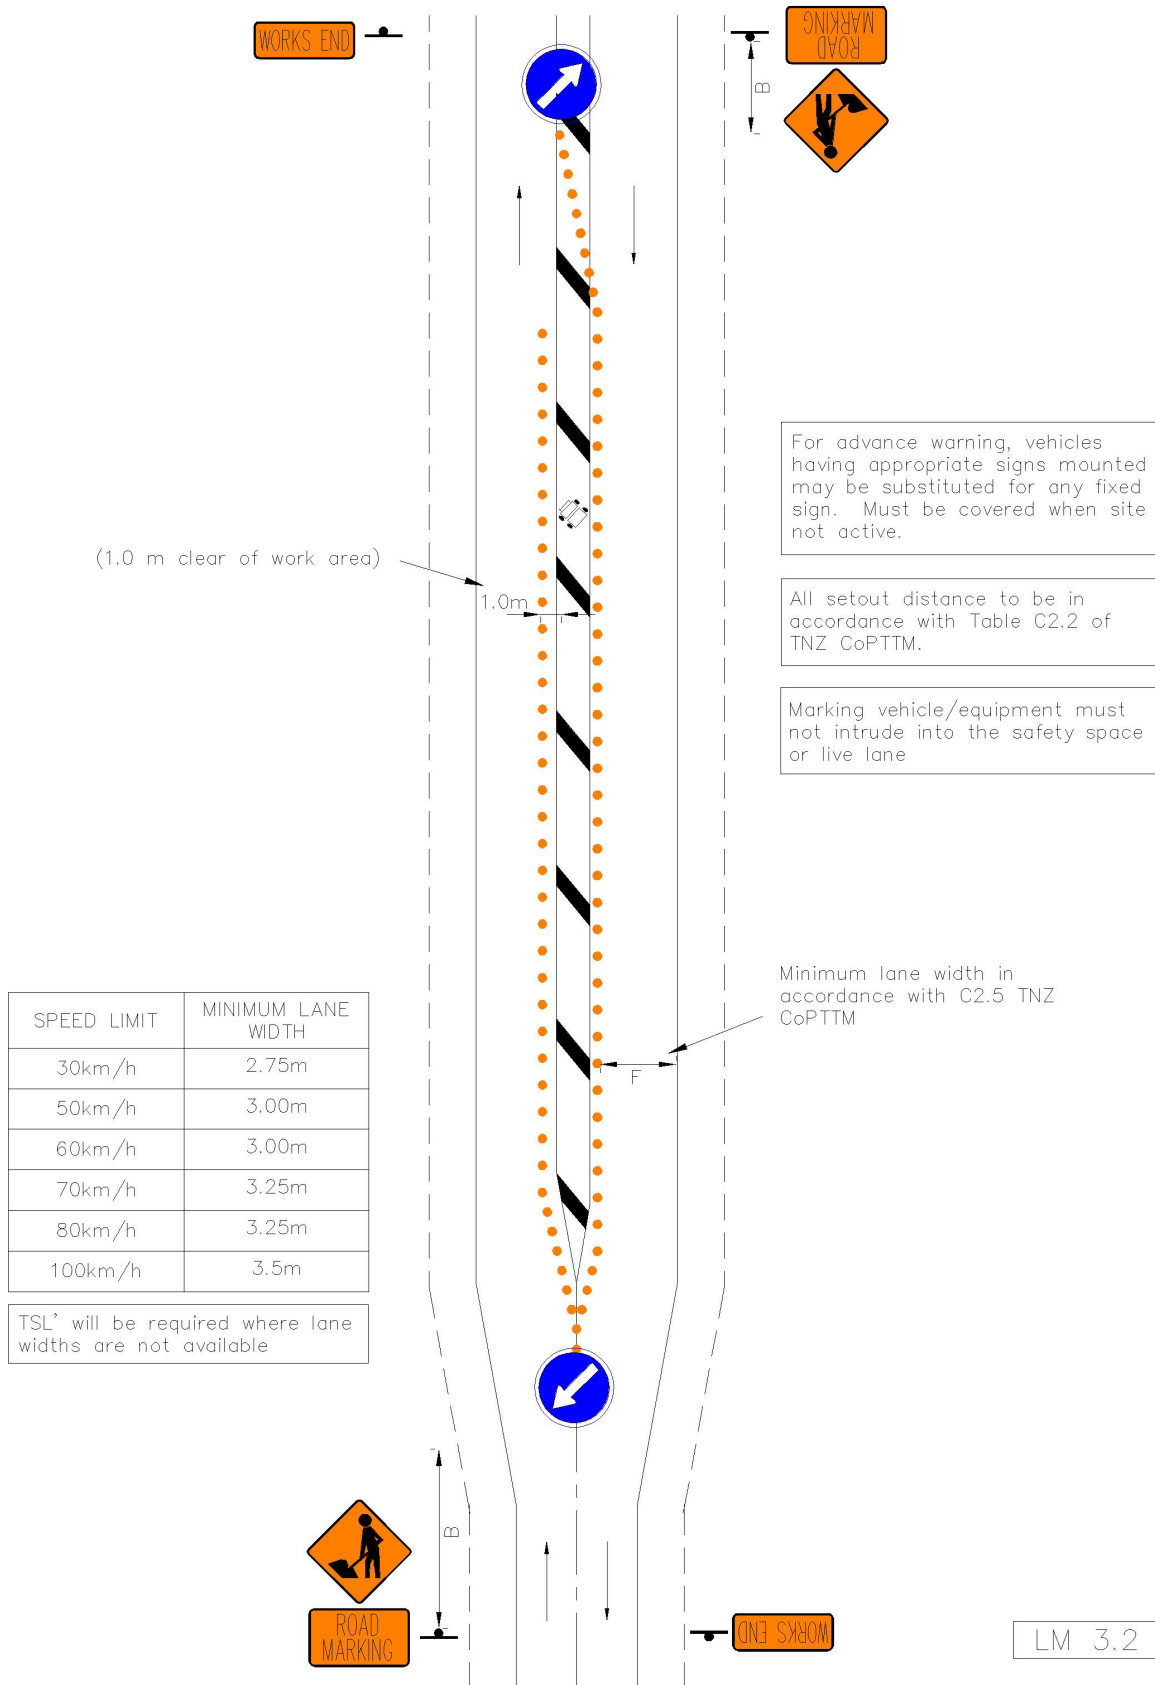 WORKS END
ROAD
MARKING
B
For advance warning, vehicles
having appropriate signs mounted
may be substituted for any fixed
sign.  Must be covered when site
not active.
(1.0 m clear of work area)
1.0m
All setout distance to be in
accordance with Table C2.2 of
TNZ CoPTTM.
Marking vehicle/equipment must
not intrude into the safety space
or live lane
Minimum lane width in
accordance with C2.5 TNZ
CoPTTM
F
SPEED LIMIT MINIMUM LANE
WIDTH
30km/h 2.75m
50km/h 3.00m
60km/h 3.00m
70km/h 3.25m
80km/h 3.25m
100km/h 3.5m
TSL' will be required where lane
widths are not available
B
ROAD
MARKING
WORKS END
LM 3.2